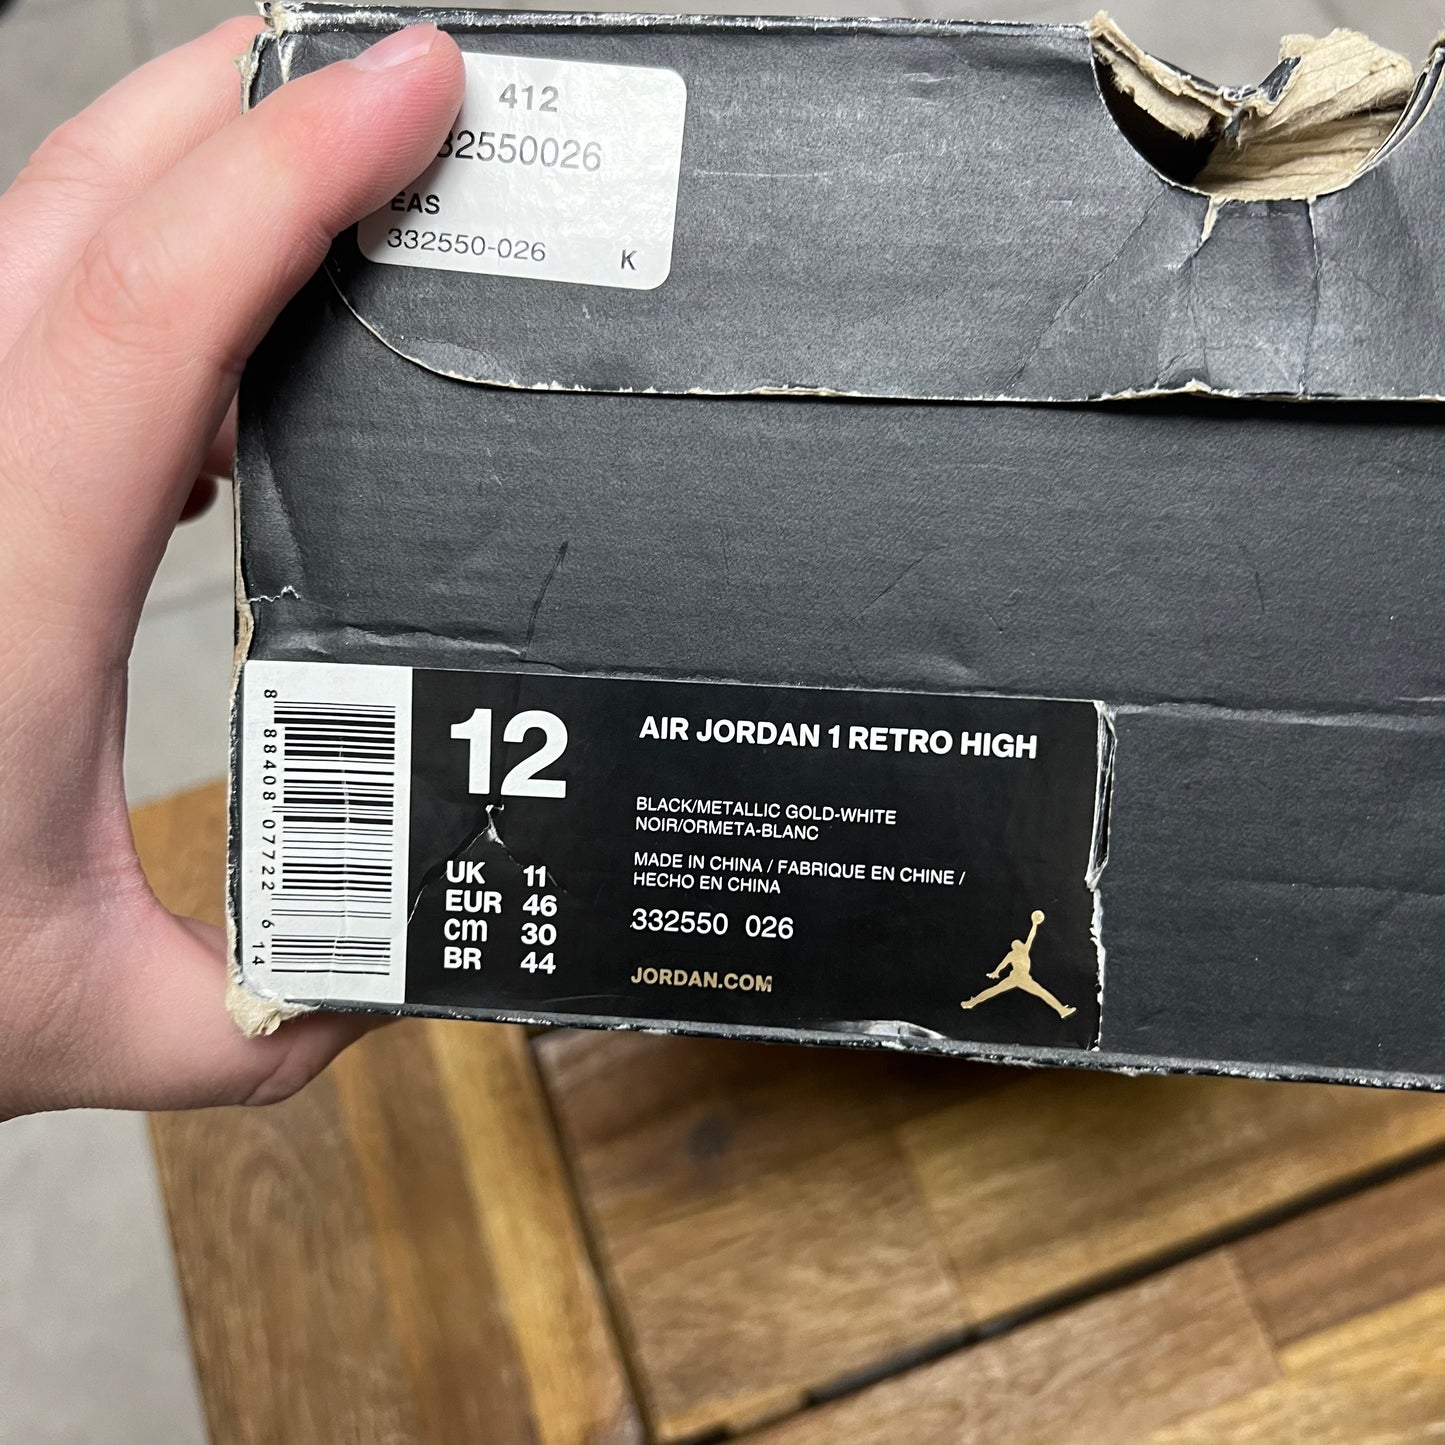 412
32550026
EAS
332550-026 K
8 88408 07722 6 14
12
AIR JORDAN 1 RETRO HIGH
BLACK/METALLIC GOLD-WHITE
NOIR/ORMETA-BLANC
MADE IN CHINA / FABRIQUE EN CHINE /
HECHO EN CHINA
332550 026
JORDAN.COM
UK 11
EUR 46
cm 30
BR 44